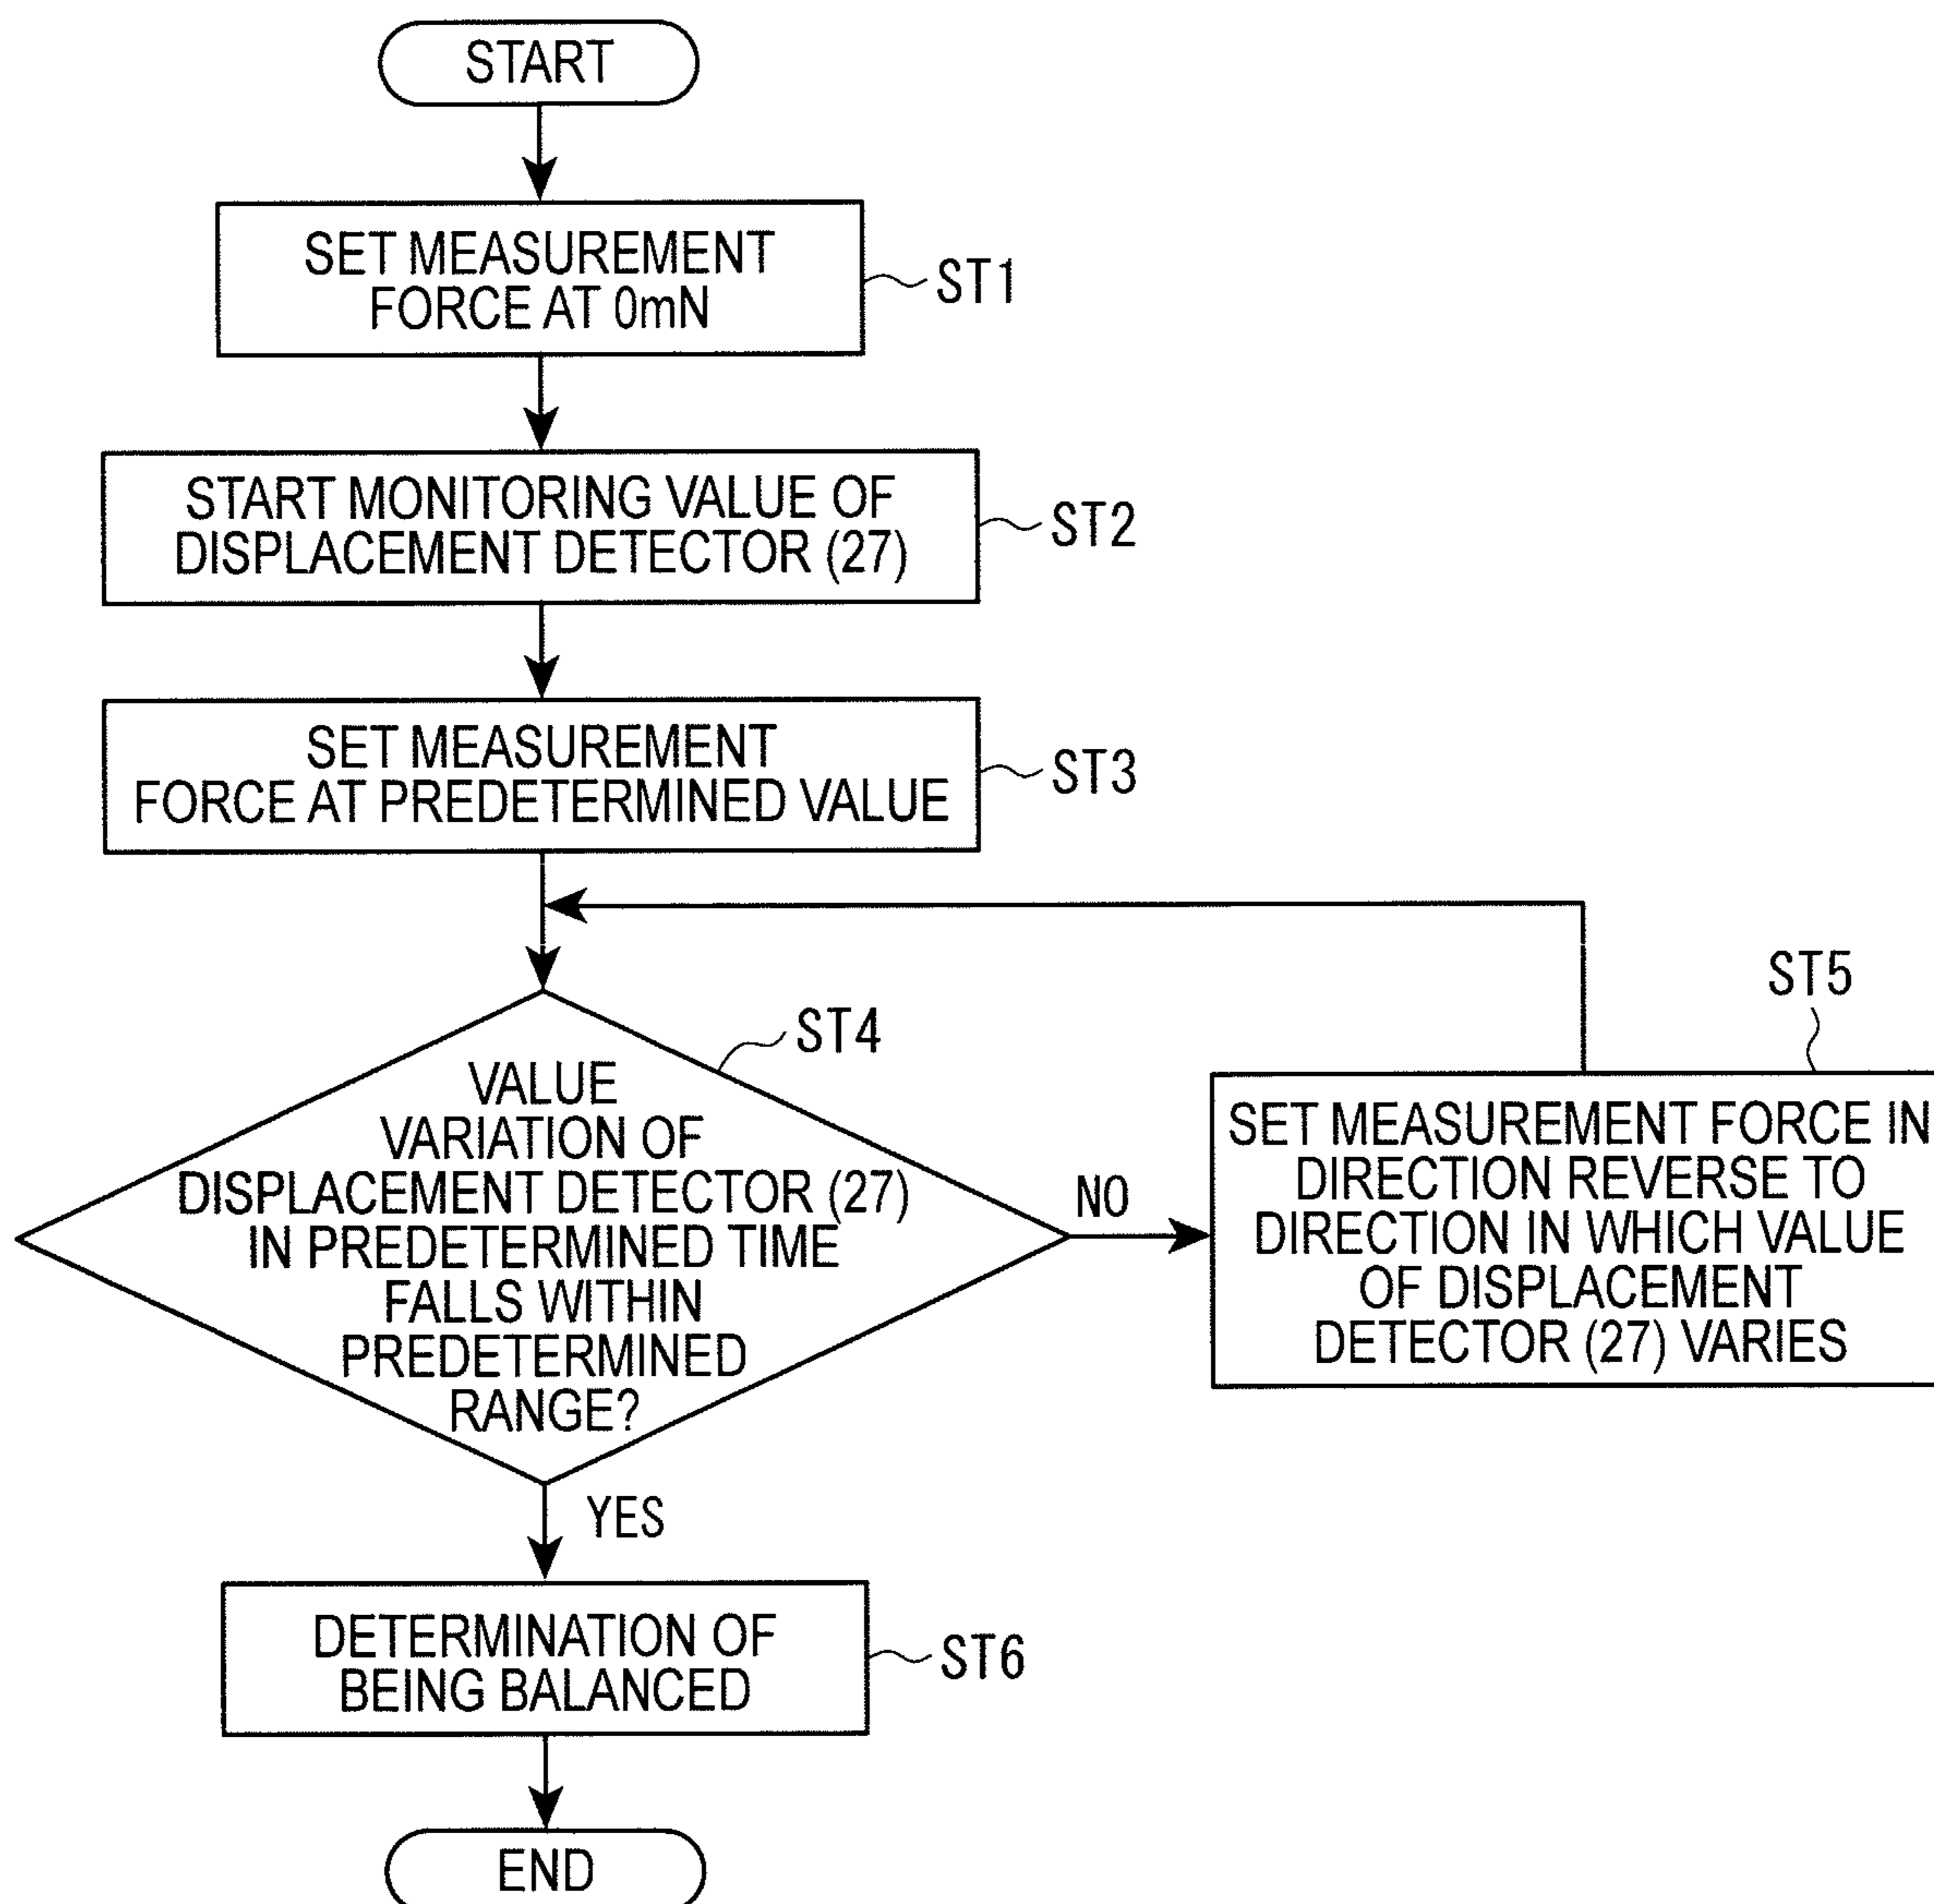 START
SET MEASUREMENT
FORCE AT 0mN
ST1
START MONITORING VALUE OF
DISPLACEMENT DETECTOR (27)
ST2
SET MEASUREMENT
FORCE AT PREDETERMINED VALUE
ST3
ST4
VALUE
VARIATION OF
DISPLACEMENT DETECTOR (27)
IN PREDETERMINED TIME
FALLS WITHIN
PREDETERMINED
RANGE?
NO
ST5
SET MEASUREMENT FORCE IN
DIRECTION REVERSE TO
DIRECTION IN WHICH VALUE
OF DISPLACEMENT
DETECTOR (27) VARIES
YES
DETERMINATION OF
BEING BALANCED
ST6
END